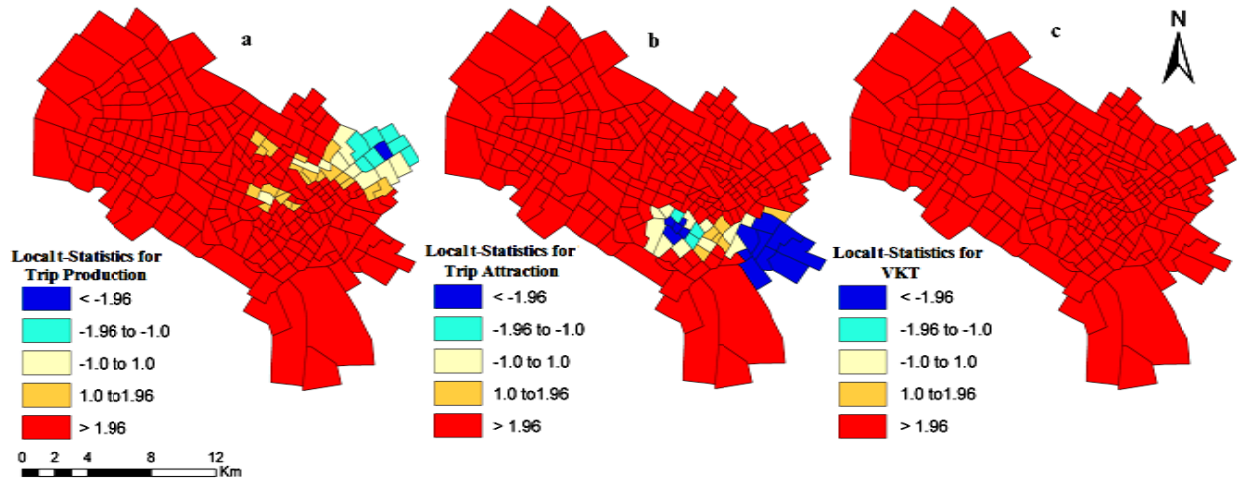 a
b
c
N
Local t-Statistics for
Trip Production
< -1.96
-1.96 to -1.0
-1.0 to 1.0
1.0 to1.96
> 1.96
0 2 4 8 12
Km
Local t-Statistics for
Trip Attraction
< -1.96
-1.96 to -1.0
-1.0 to 1.0
1.0 to1.96
> 1.96
Local t-Statistics for
VKT
< -1.96
-1.96 to -1.0
-1.0 to 1.0
1.0 to1.96
> 1.96